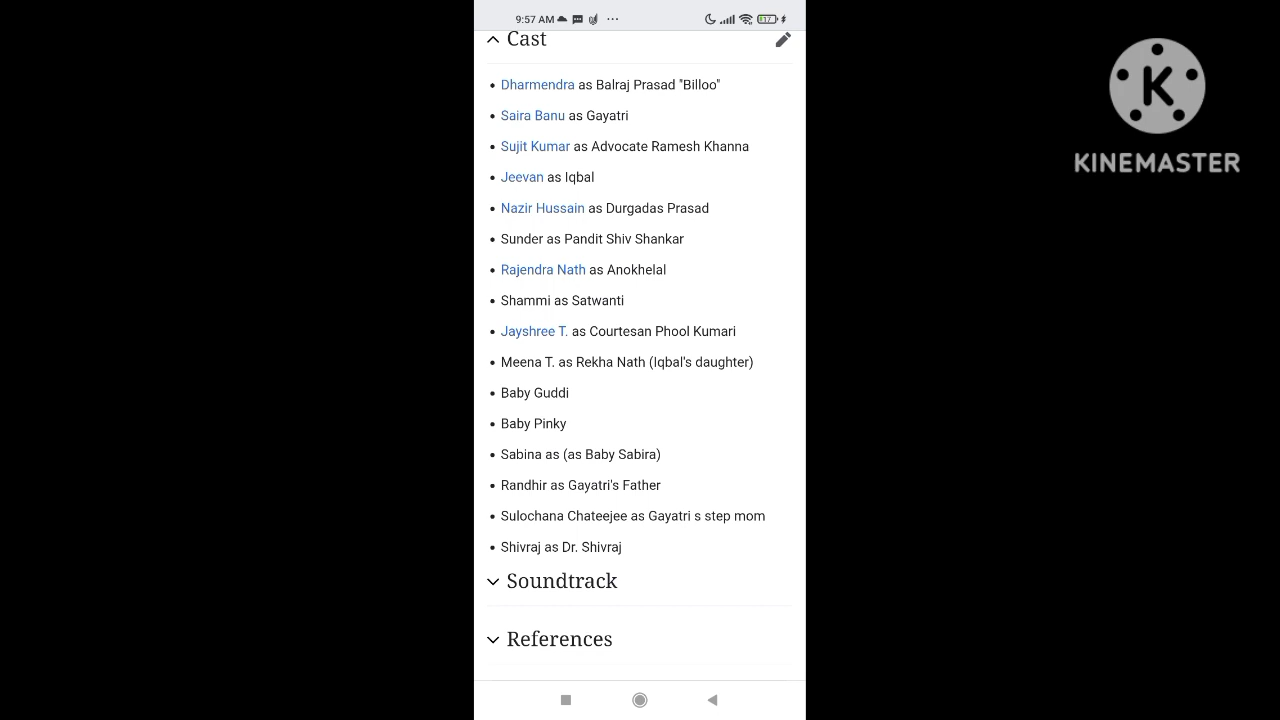 9:57 AM
17
Cast
Dharmendra as Balraj Prasad "Billoo"
Saira Banu as Gayatri
Sujit Kumar as Advocate Ramesh Khanna
Jeevan as Iqbal
Nazir Hussain as Durgadas Prasad
Sunder as Pandit Shiv Shankar
Rajendra Nath as Anokhelal
Shammi as Satwanti
Jayshree T. as Courtesan Phool Kumari
Meena T. as Rekha Nath (Iqbal's daughter)
Baby Guddi
Baby Pinky
Sabina as (as Baby Sabira)
Randhir as Gayatri's Father
Sulochana Chateejee as Gayatri s step mom
Shivraj as Dr. Shivraj
Soundtrack
References
K
KINEMASTER